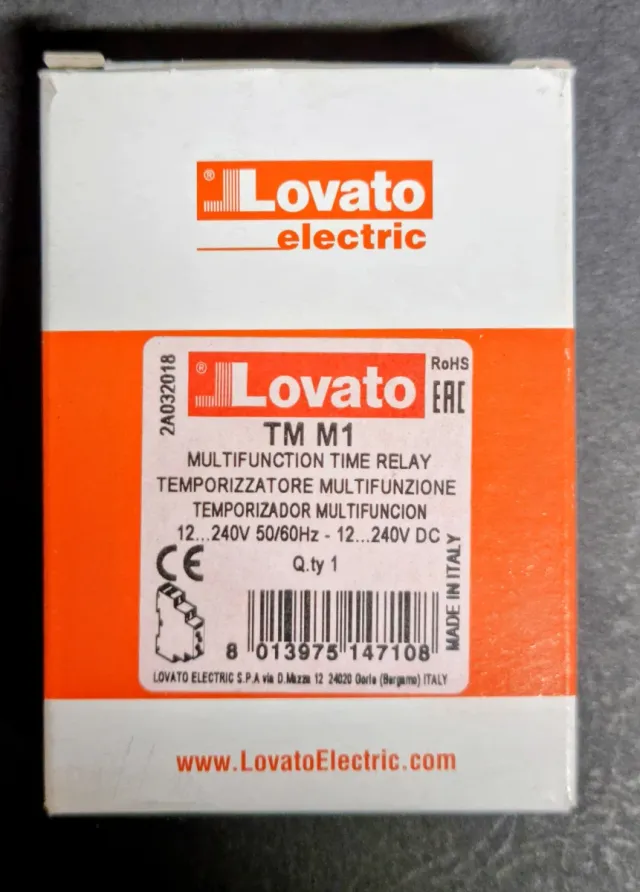 ®Lovato
electric
2A032018
®Lovato
RoHS
EAC
TM M1
MULTIFUNCTION TIME RELAY
TEMPORIZZATORE MULTIFUNZIONE
TEMPORIZADOR MULTIFUNCION
12...240V 50/60Hz - 12...240V DC
CE
Q.ty 1
MADE IN ITALY
8 013975 147108
LOVATO ELECTRIC S.P.A via D.Mazza 12 24020 Gorle (Bergamo) ITALY
www.LovatoElectric.com